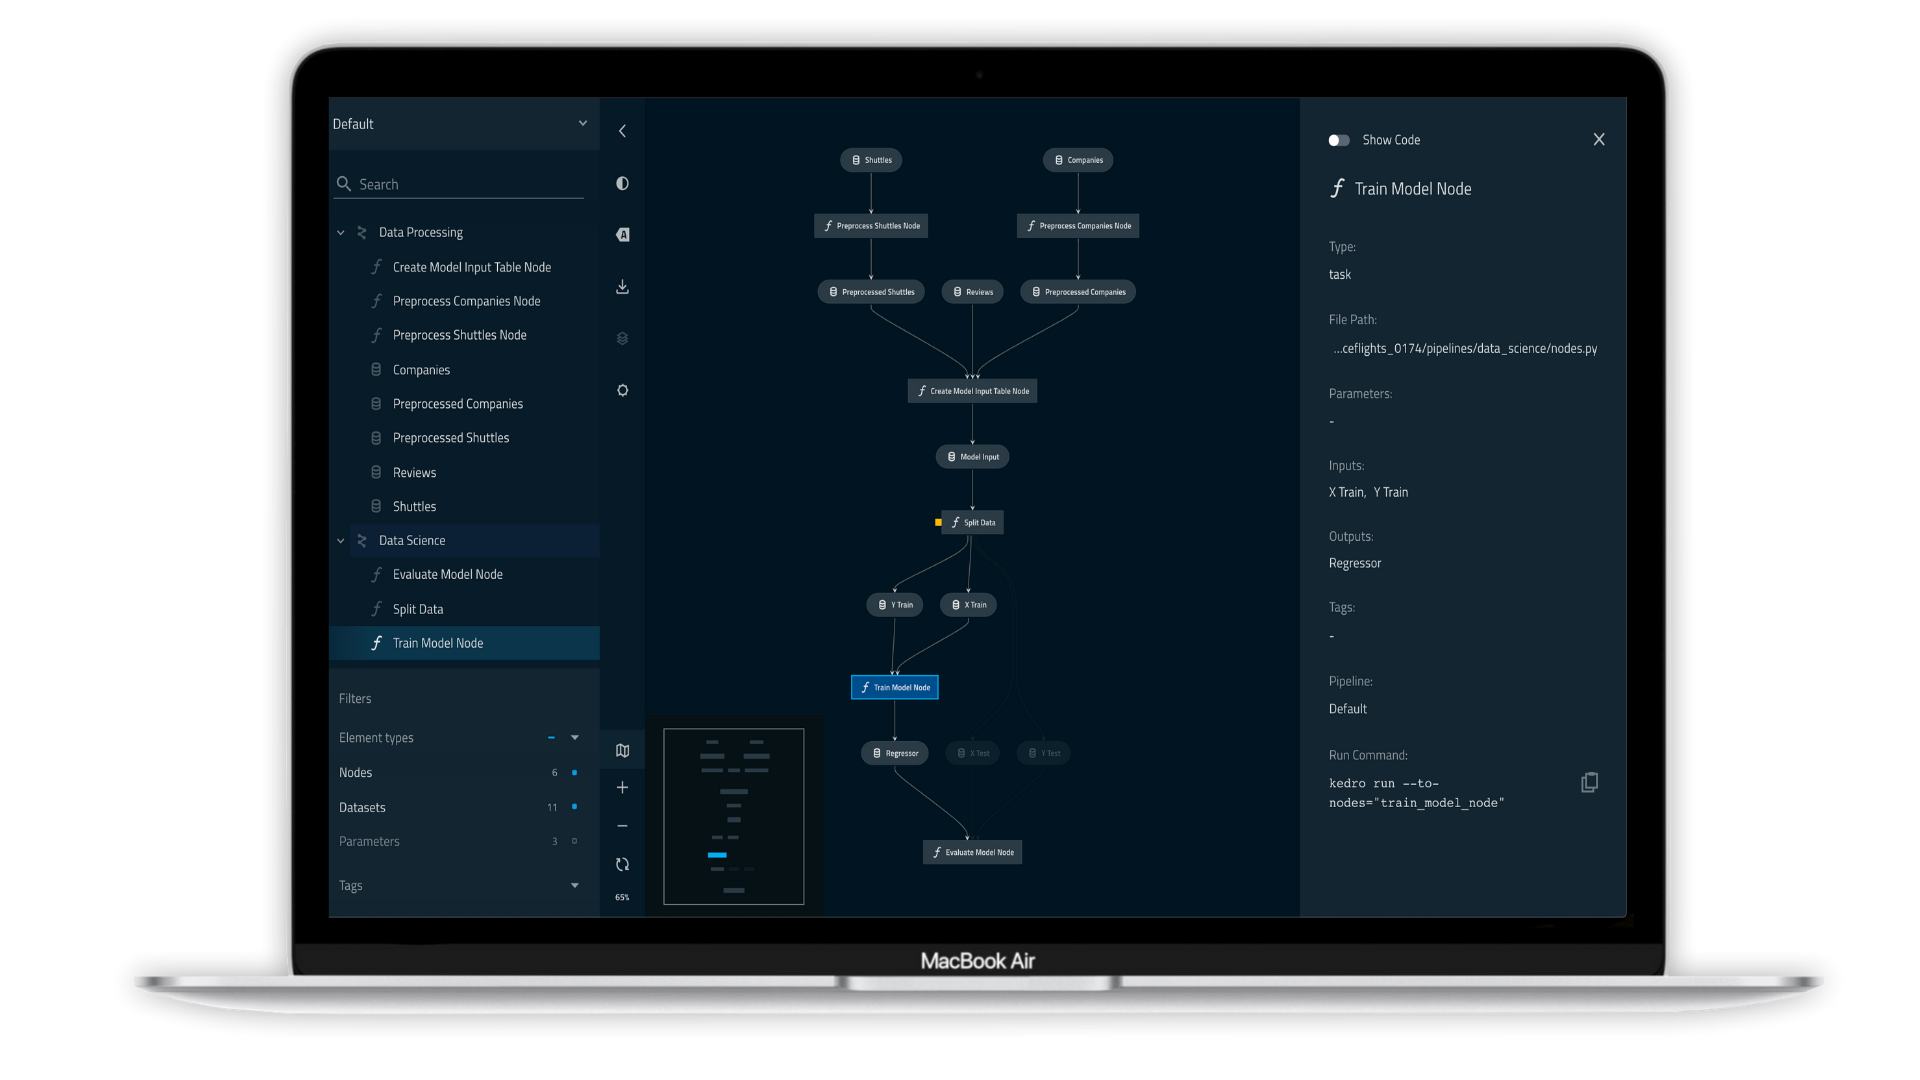 Default
Search
Data Processing
Create Model Input Table Node
Preprocess Companies Node
Preprocess Shuttles Node
Companies
Preprocessed Companies
Preprocessed Shuttles
Reviews
Shuttles
Data Science
Evaluate Model Node
Split Data
Train Model Node
Filters
Element types
Nodes 6
Datasets 11
Parameters 3
Tags
A
65%
Shuttles
Companies
Preprocess Shuttles Node
Preprocess Companies Node
Preprocessed Shuttles
Reviews
Preprocessed Companies
Create Model Input Table Node
Model Input
Split Data
Y Train
X Train
Train Model Node
Regressor
X Test
Y Test
Evaluate Model Node
Show Code
Train Model Node
Type:
task
File Path:
...ceflights_0174/pipelines/data_science/nodes.py
Parameters:
-
Inputs:
X Train, Y Train
Outputs:
Regressor
Tags:
-
Pipeline:
Default
Run Command:
kedro run --to-
nodes="train_model_node"
MacBook Air